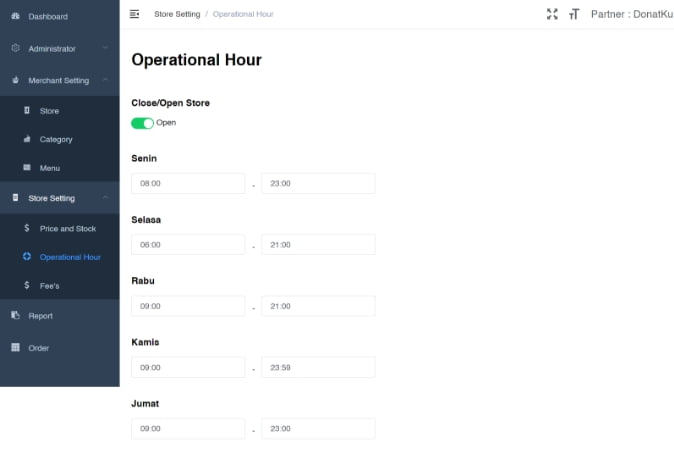 Dashboard
Administrator
Merchant Setting
Store
Category
Menu
Store Setting
Price and Stock
Operational Hour
Fee's
Report
Order
Store Setting / Operational Hour
Partner : DonatKu
Operational Hour
Close/Open Store
Open
Senin
08:00 - 23:00
Selasa
06:00 - 21:00
Rabu
09:00 - 21:00
Kamis
09:00 - 23:59
Jumat
09:00 - 23:00